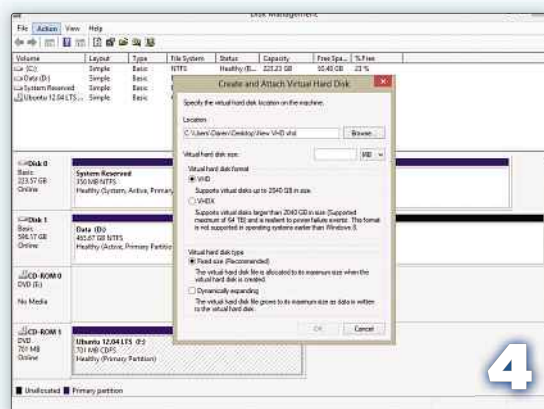 Disk Management
File Action View Help
Volume Layout Type File System Status Capacity Free Spa... % Free
(C:) Simple Basic NTFS Healthy (B... 223.23 GB 50.40 GB 23 %
Data (D:) Simple Basic
System Reserved Simple Basic
Ubuntu 12.04 LTS... Simple Basic
Create and Attach Virtual Hard Disk
Specify the virtual hard disk location on the machine.
Location:
C:\Users\Daren\Desktop\New VHD.vhd
Browse...
Virtual hard disk size:
MB
Virtual hard disk format
VHD
Supports virtual disks up to 2040 GB in size.
VHDX
Supports virtual disks larger than 2040 GB in size (Supported
maximum of 64 TB) and is resilient to power failure events. This format
is not supported in operating systems earlier than Windows 8.
Virtual hard disk type
Fixed size (Recommended)
The virtual hard disk file is allocated to its maximum size when the
virtual hard disk is created.
Dynamically expanding
The virtual hard disk file grows to its maximum size as data is written
to the virtual hard disk.
OK Cancel
Disk 0
Basic
223.57 GB
Online
System Reserved
350 MB NTFS
Healthy (System, Active, Primar
Disk 1
Basic
Online
Data (D:)
465.67 GB NTFS
Healthy (Active, Primary Partitio
CD-ROM 0
DVD (E:)
No Media
CD-ROM 1
DVD
701 MB
Online
Ubuntu 12.04 LTS (F:)
701 MB CDFS
Healthy (Primary Partition)
Unallocated Primary partition
4